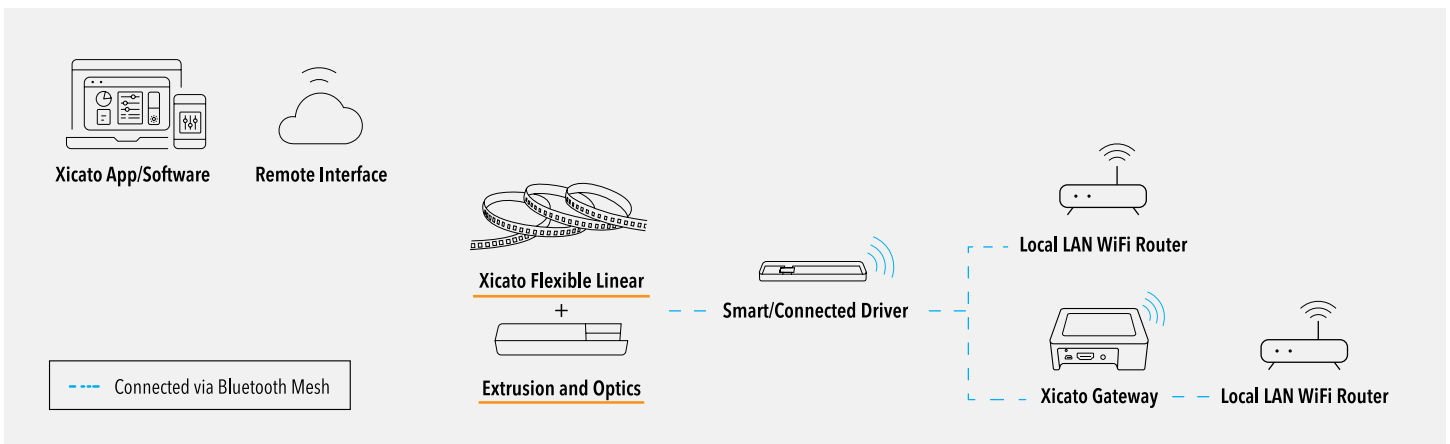 Xicato App/Software
Remote Interface
Xicato Flexible Linear
+
Extrusion and Optics
Smart/Connected Driver
Local LAN WiFi Router
Xicato Gateway
Local LAN WiFi Router
Connected via Bluetooth Mesh